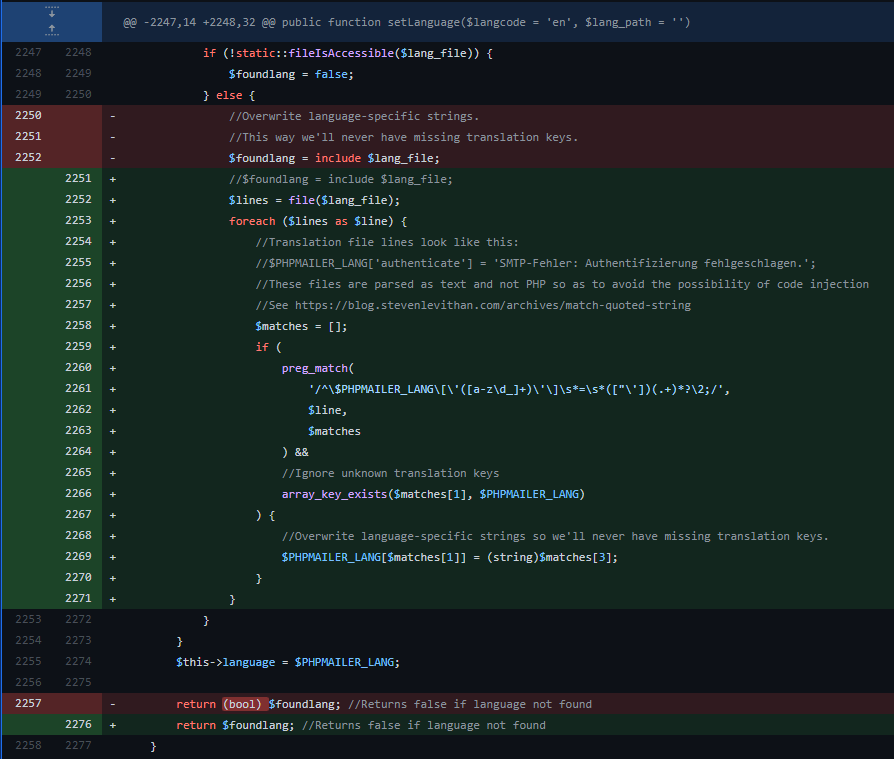 @@ -2247,14 +2248,32 @@ public function setLanguage($langcode = 'en', $lang_path = '')
2247 2248 if (!static::fileIsAccessible($lang_file)) {
2248 2249 $foundlang = false;
2249 2250 } else {
2250 - //Overwrite language-specific strings.
2251 - //This way we'll never have missing translation keys.
2252 - $foundlang = include $lang_file;
2251 + //$foundlang = include $lang_file;
2252 + $lines = file($lang_file);
2253 + foreach ($lines as $line) {
2254 + //Translation file lines look like this:
2255 + //$PHPMAILER_LANG['authenticate'] = 'SMTP-Fehler: Authentifizierung fehlgeschlagen.';
2256 + //These files are parsed as text and not PHP so as to avoid the possibility of code injection
2257 + //See https://blog.stevenlevithan.com/archives/match-quoted-string
2258 + $matches = [];
2259 + if (
2260 + preg_match(
2261 + '/^\$PHPMAILER_LANG\[\'([a-z\d_]+)\'\]\s*=\s*(["\'])(.+)*?\2;/',
2262 + $line,
2263 + $matches
2264 + ) &&
2265 + //Ignore unknown translation keys
2266 + array_key_exists($matches[1], $PHPMAILER_LANG)
2267 + ) {
2268 + //Overwrite language-specific strings so we'll never have missing translation keys.
2269 + $PHPMAILER_LANG[$matches[1]] = (string)$matches[3];
2270 + }
2271 + }
2253 2272 }
2254 2273 }
2255 2274 $this->language = $PHPMAILER_LANG;
2256 2275
2257 - return (bool) $foundlang; //Returns false if language not found
2276 + return $foundlang; //Returns false if language not found
2258 2277 }